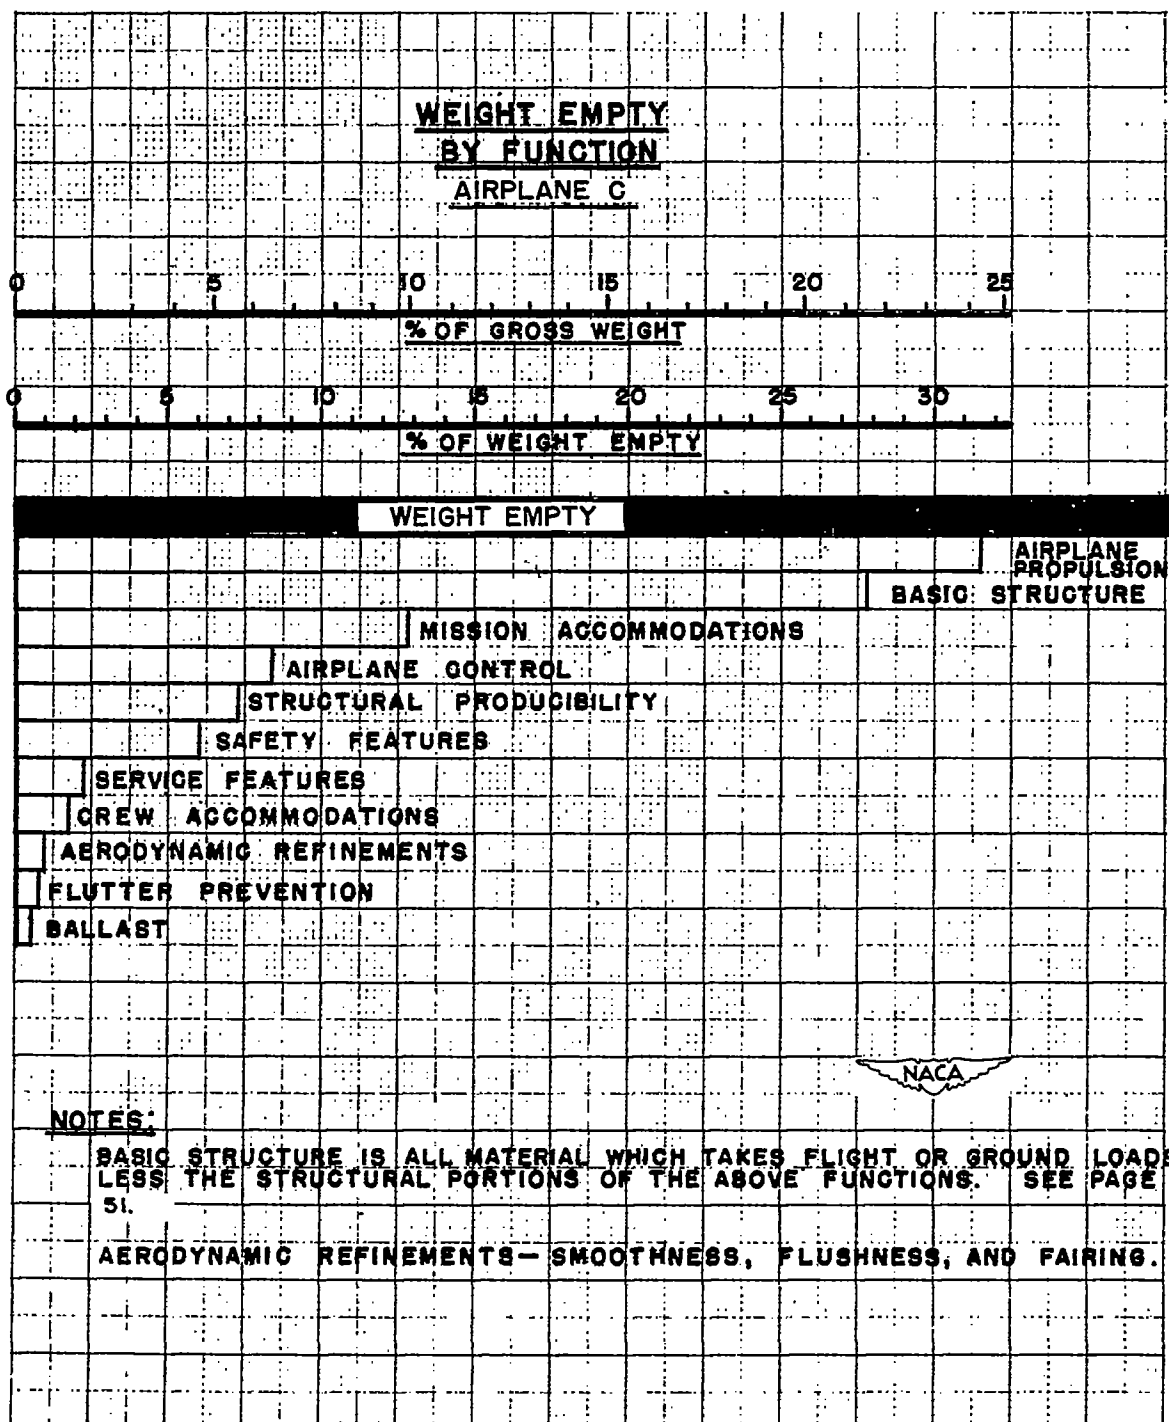 WEIGHT EMPTY
BY FUNCTION
AIRPLANE C
0 5 10 15 20 25
% OF GROSS WEIGHT
0 5 10 15 20 25 30
% OF WEIGHT EMPTY
WEIGHT EMPTY
AIRPLANE
PROPULSION
BASIC STRUCTURE
MISSION ACCOMMODATIONS
AIRPLANE CONTROL
STRUCTURAL PRODUCIBILITY
SAFETY FEATURES
SERVICE FEATURES
CREW ACCOMMODATIONS
AERODYNAMIC REFINEMENTS
FLUTTER PREVENTION
BALLAST
NACA
NOTES:
BASIC STRUCTURE IS ALL MATERIAL WHICH TAKES FLIGHT OR GROUND LOADS
LESS THE STRUCTURAL PORTIONS OF THE ABOVE FUNCTIONS. SEE PAGE
51.
AERODYNAMIC REFINEMENTS— SMOOTHNESS, FLUSHNESS, AND FAIRING.